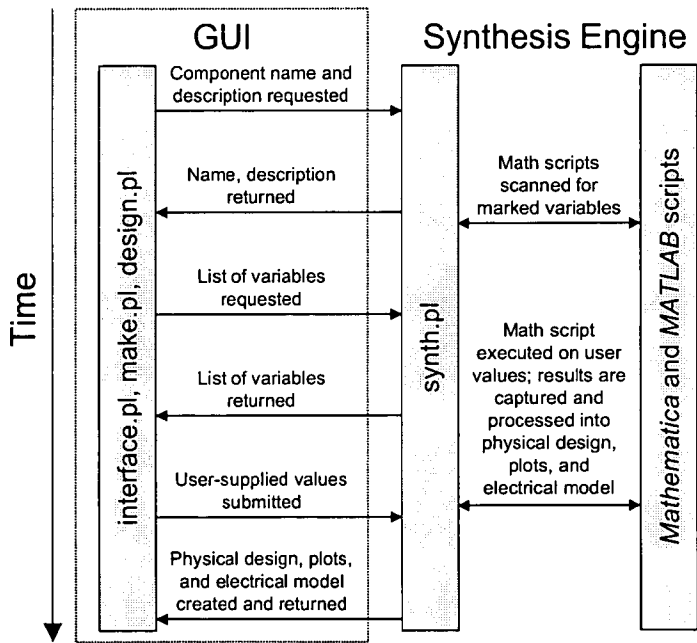 GUI
Synthesis Engine
Time
interface.pl, make.pl, design.pl
Component name and
description requested
Name, description
returned
List of variables
requested
List of variables
returned
User-supplied values
submitted
Physical design, plots,
and electrical model
created and returned
synth.pl
Math scripts
scanned for
marked variables
Math script
executed on user
values; results are
captured and
processed into
physical design,
plots, and
electrical model
Mathematica and MATLAB scripts